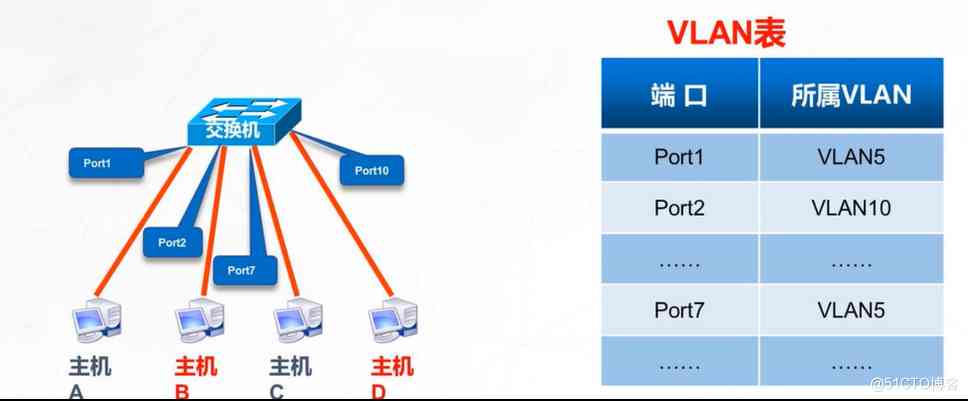 VLAN表
交换机
Port1
Port10
Port2
Port7
主机
A
主机
B
主机
C
主机
D
端 口 所属VLAN
Port1 VLAN5
Port2 VLAN10
…… ……
Port7 VLAN5
…… ……
@51CTO博客